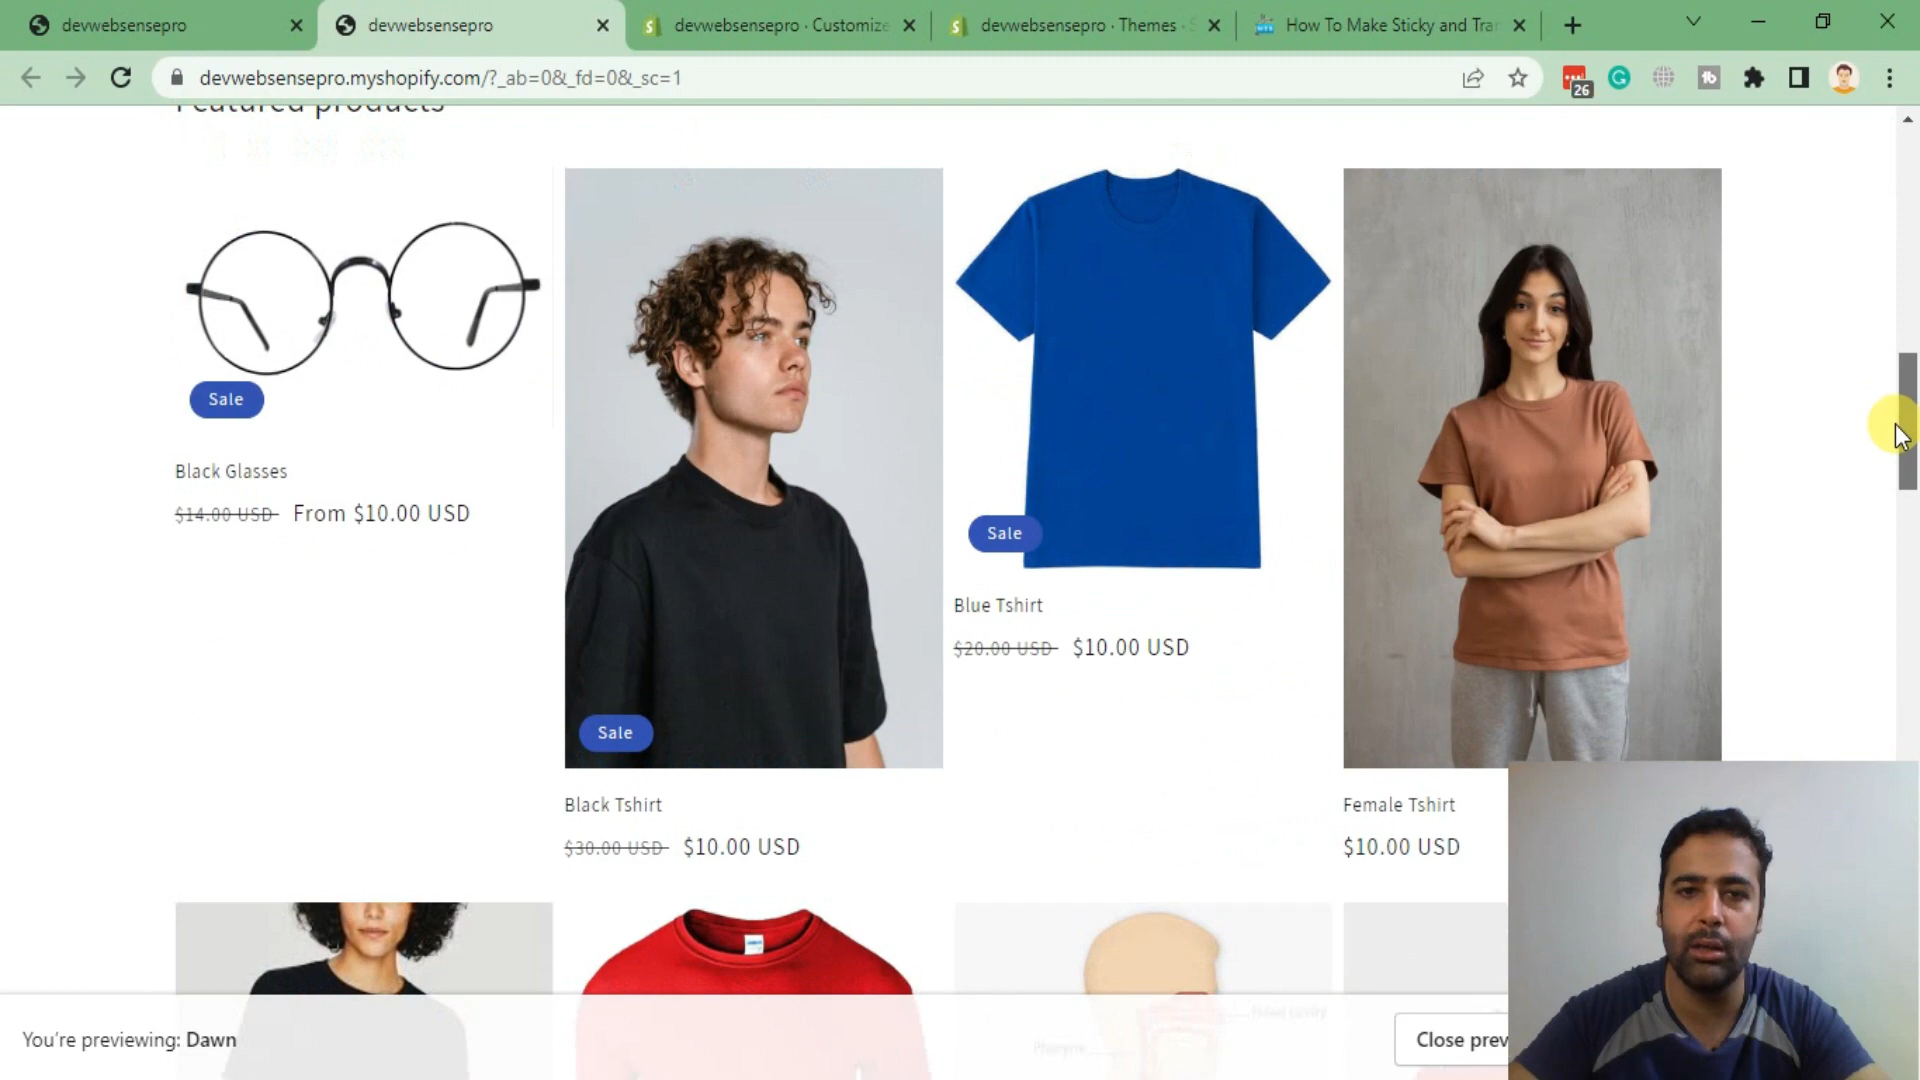 devwebsensepro
devwebsensepro
devwebsensepro · Customize
devwebsensepro · Themes ·
How To Make Sticky and Tra
devwebsensepro.myshopify.com/?_ab=0&_fd=0&_sc=1
26
Featured products
Sale
Black Glasses
$14.00 USD From $10.00 USD
Sale
Black Tshirt
$30.00 USD $10.00 USD
Sale
Blue Tshirt
$20.00 USD $10.00 USD
Female Tshirt
$10.00 USD
Pharynx
You're previewing: Dawn
Close prev